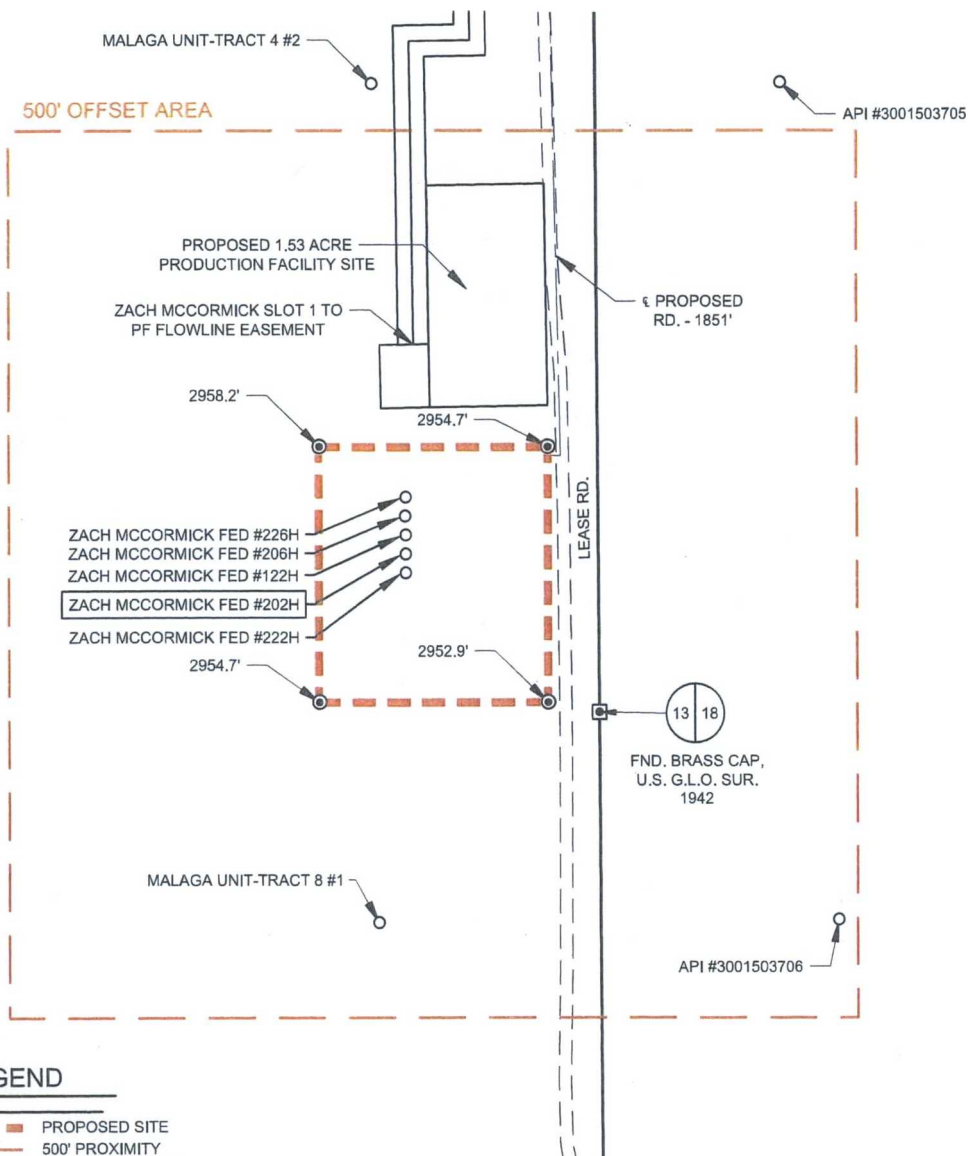 MALAGA UNIT-TRACT 4 #2
API #3001503705
500' OFFSET AREA
PROPOSED 1.53 ACRE
PRODUCTION FACILITY SITE
ZACH MCCORMICK SLOT 1 TO
PF FLOWLINE EASEMENT
℄ PROPOSED
RD. - 1851'
2958.2'
2954.7'
LEASE RD.
ZACH MCCORMICK FED #226H
ZACH MCCORMICK FED #206H
ZACH MCCORMICK FED #122H
ZACH MCCORMICK FED #202H
ZACH MCCORMICK FED #222H
2954.7'
2952.9'
13 18
FND. BRASS CAP,
U.S. G.L.O. SUR.
1942
MALAGA UNIT-TRACT 8 #1
API #3001503706
GEND
PROPOSED SITE
500' PROXIMITY